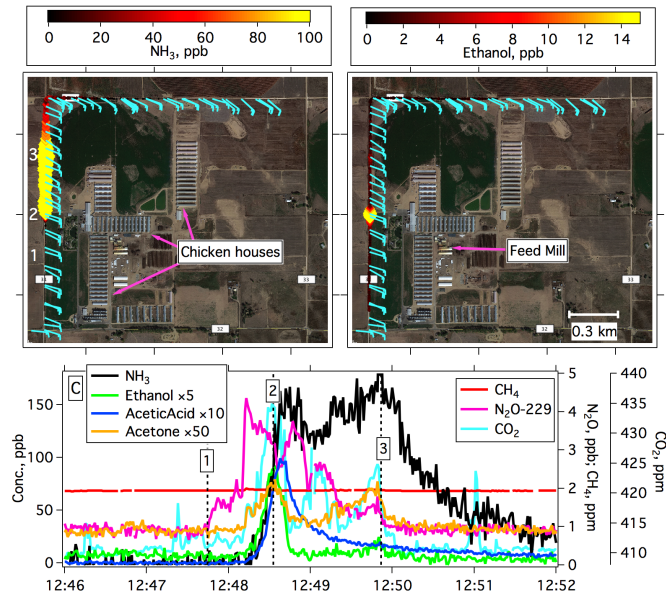 0 20 40 60 80 100
NH₃, ppb
0 2 4 6 8 10 12 14
Ethanol, ppb
3
2
1
Chicken houses
33
32
Feed Mill
33
32
0.3 km
C
NH₃
Ethanol ×5
AceticAcid ×10
Acetone ×50
CH₄
N₂O-229
CO₂
1
2
3
150
100
50
0
Conc., ppb
5
4
3
2
1
0
N₂O, ppb; CH₄, ppm
440
435
430
425
420
415
410
CO₂, ppm
12:46 12:47 12:48 12:49 12:50 12:51 12:52